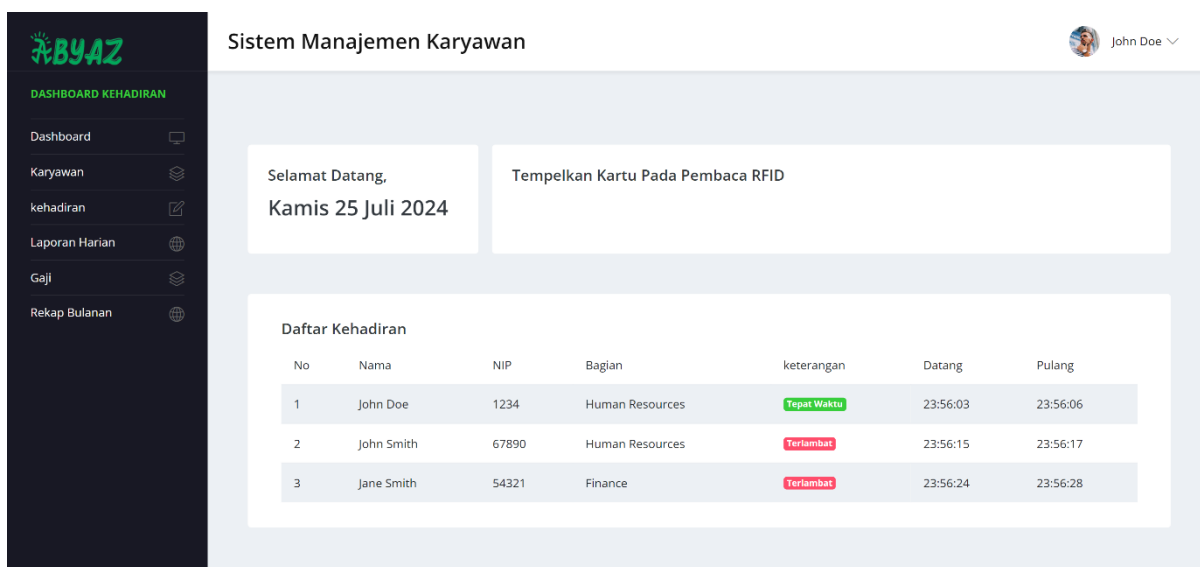 ABYAZ
Sistem Manajemen Karyawan
John Doe
DASHBOARD KEHADIRAN
Dashboard
Karyawan
kehadiran
Laporan Harian
Gaji
Rekap Bulanan
Selamat Datang,
Kamis 25 Juli 2024
Tempelkan Kartu Pada Pembaca RFID
Daftar Kehadiran
No Nama NIP Bagian keterangan Datang Pulang
1 John Doe 1234 Human Resources Tepat Waktu 23:56:03 23:56:06
2 John Smith 67890 Human Resources Terlambat 23:56:15 23:56:17
3 Jane Smith 54321 Finance Terlambat 23:56:24 23:56:28